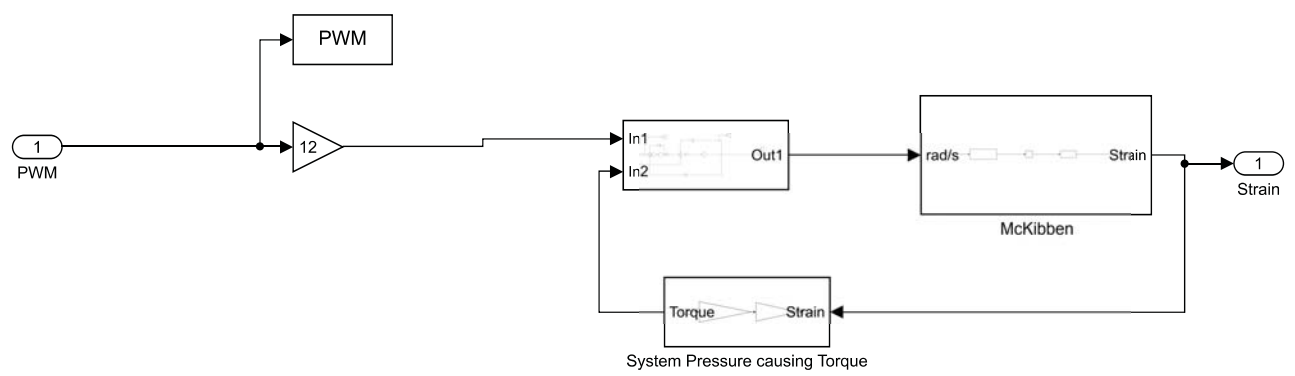 PWM
1
PWM
12
In1
In2
Out1
rad/s
Strain
McKibben
1
Strain
Torque
Strain
System Pressure causing Torque